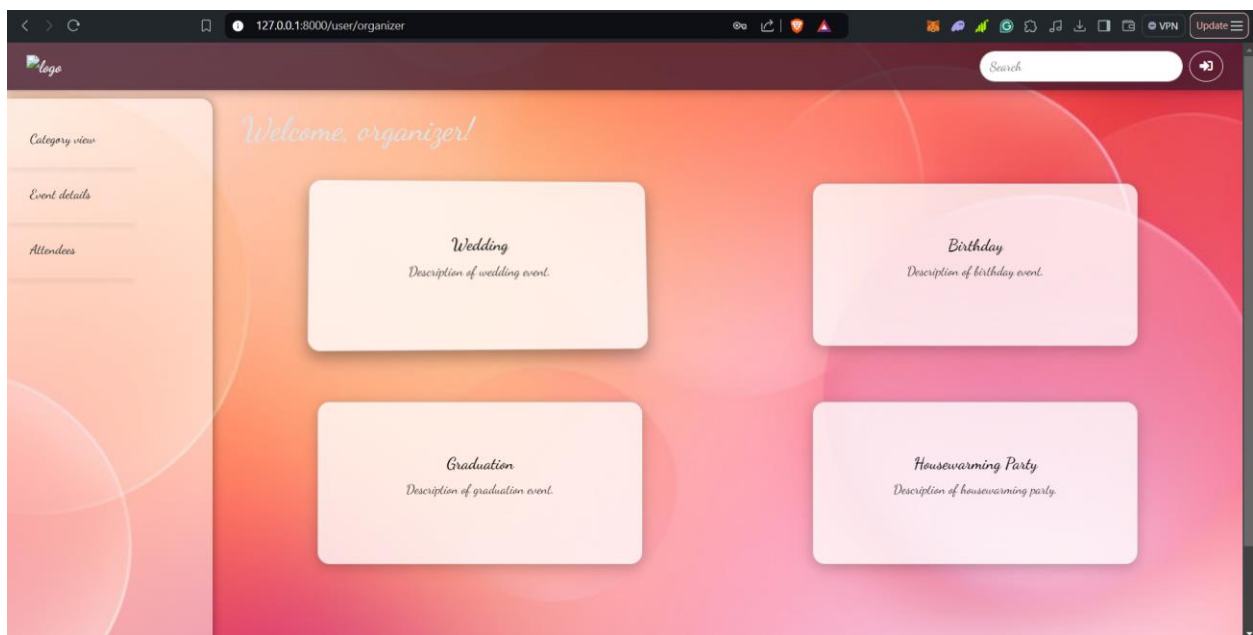 127.0.0.1:8000/user/organizer
VPN
Update
logo
Search
Category view
Event details
Attendees
Welcome, organizer!
Wedding
Description of wedding event.
Birthday
Description of birthday event.
Graduation
Description of graduation event.
Housewarming Party
Description of housewarming party.